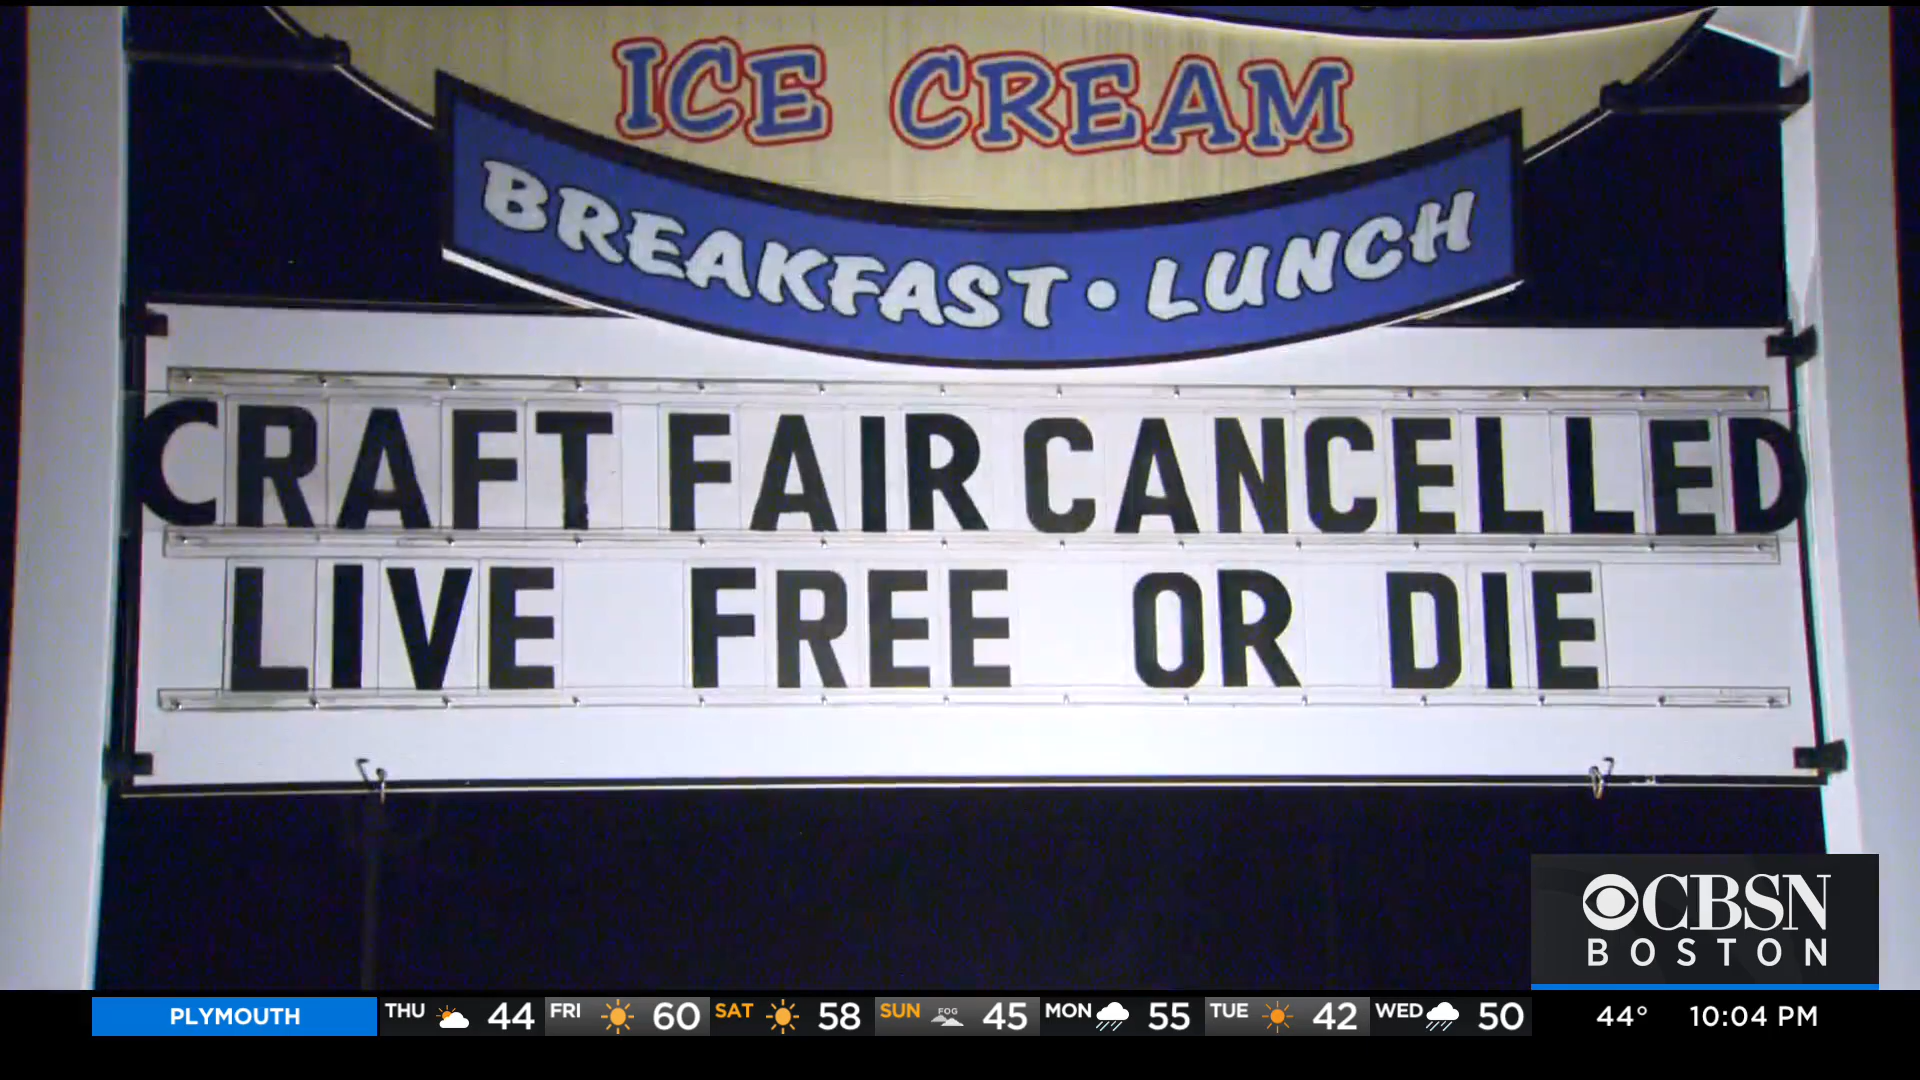 ICE CREAM
BREAKFAST • LUNCH
CRAFT FAIR CANCELLED
LIVE FREE OR DIE
CBSN
BOSTON
PLYMOUTH THU 44 FRI 60 SAT 58 SUN FOG 45 MON 55 TUE 42 WED 50 44° 10:04 PM